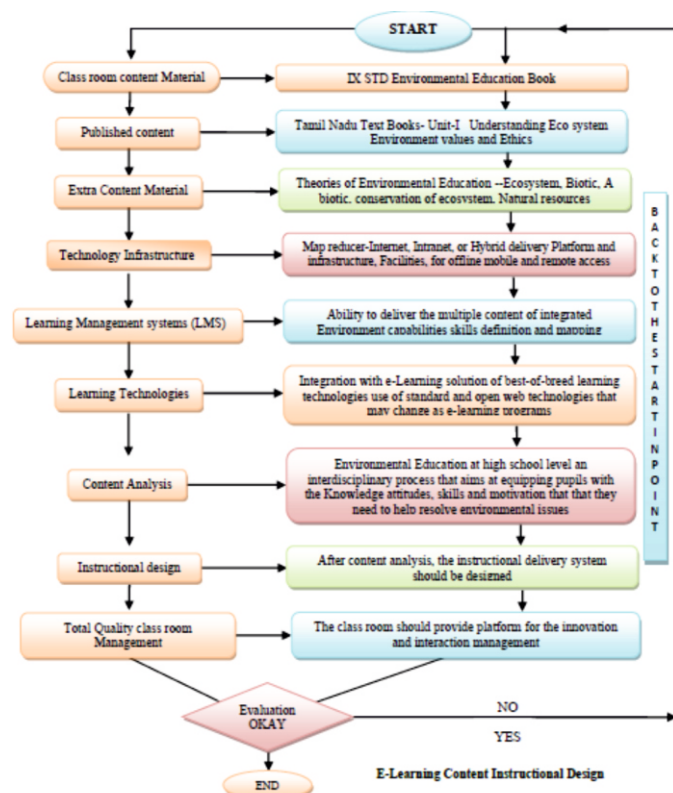 START
Class room content Material
IX STD Environmental Education Book
Published content
Tamil Nadu Text Books- Unit-I Understanding Eco system
Environment values and Ethics
Extra Content Material
Theories of Environmental Education --Ecosystem, Biotic, A
biotic, conservation of ecosystem, Natural resources
Technology Infrastructure
Map reducer-Internet, Intranet, or Hybrid delivery Platform and
infrastructure, Facilities, for offline mobile and remote access
Learning Management systems (LMS)
Ability to deliver the multiple content of integrated
Environment capabilities skills definition and mapping
Learning Technologies
Integration with e-Learning solution of best-of-breed learning
technologies use of standard and open web technologies that
may change as e-learning programs
Content Analysis
Environmental Education at high school level an
interdisciplinary process that aims at equipping pupils with
the Knowledge attitudes, skills and motivation that that they
need to help resolve environmental issues
Instructional design
After content analysis, the instructional delivery system
should be designed
Total Quality class room
Management
The class room should provide platform for the innovation
and interaction management
BACKTOTHESTARTINPOINT
Evaluation
OKAY
NO
YES
END
E-Learning Content Instructional Design